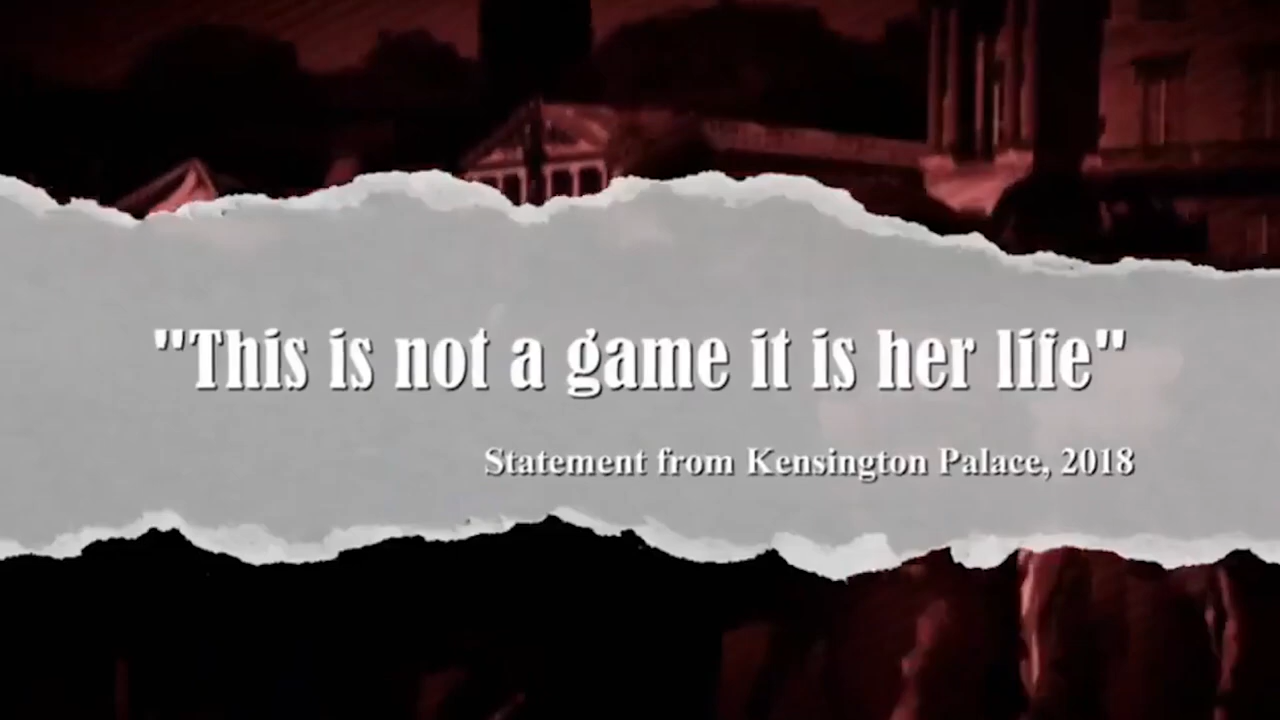 "This is not a game it is her life"
Statement from Kensington Palace, 2018